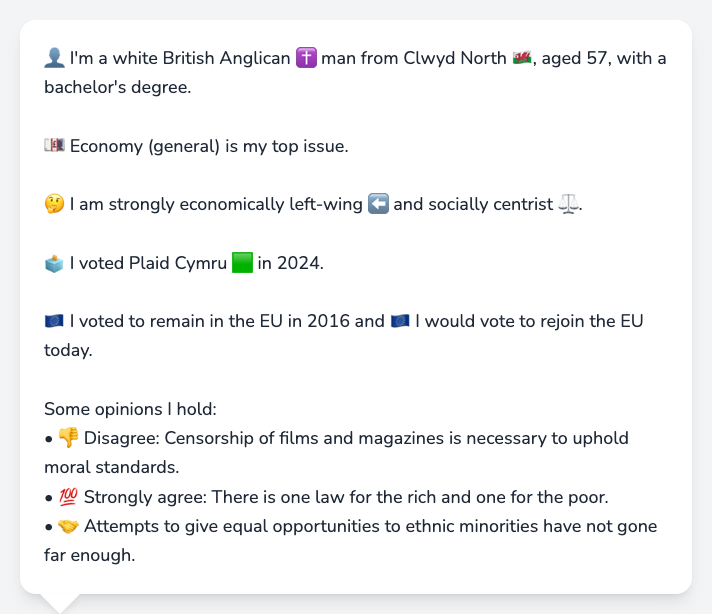 👤 I'm a white British Anglican ✝️ man from Clwyd North 🏴󠁧󠁢󠁷󠁬󠁳󠁿, aged 57, with a
bachelor's degree.
💷 Economy (general) is my top issue.
🤔 I am strongly economically left-wing ⬅️ and socially centrist ⚖️.
🗳️ I voted Plaid Cymru 🟩 in 2024.
🇪🇺 I voted to remain in the EU in 2016 and 🇪🇺 I would vote to rejoin the EU
today.
Some opinions I hold:
• 👎 Disagree: Censorship of films and magazines is necessary to uphold
moral standards.
• 💯 Strongly agree: There is one law for the rich and one for the poor.
• 🤝 Attempts to give equal opportunities to ethnic minorities have not gone
far enough.